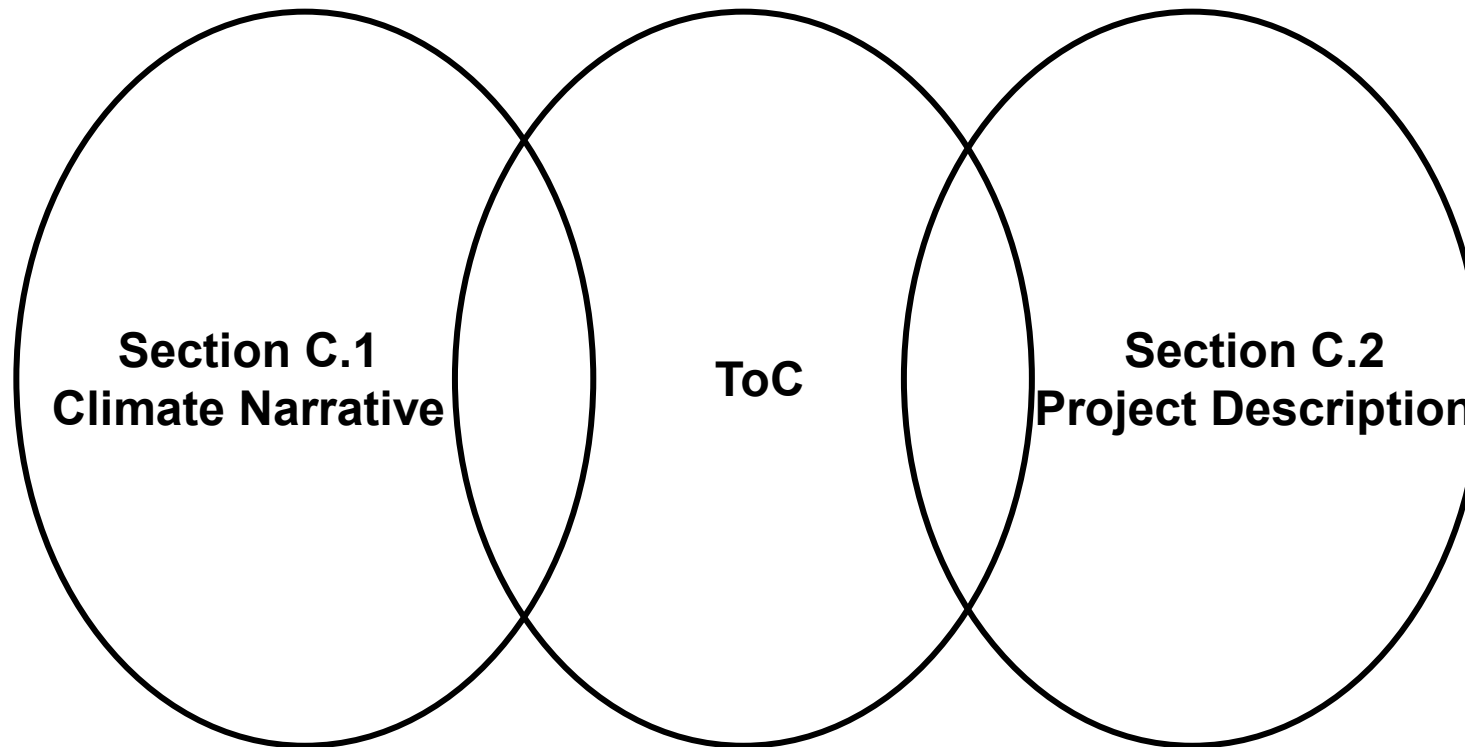 Section C.1
Climate Narrative
ToC
Section C.2
Project Description